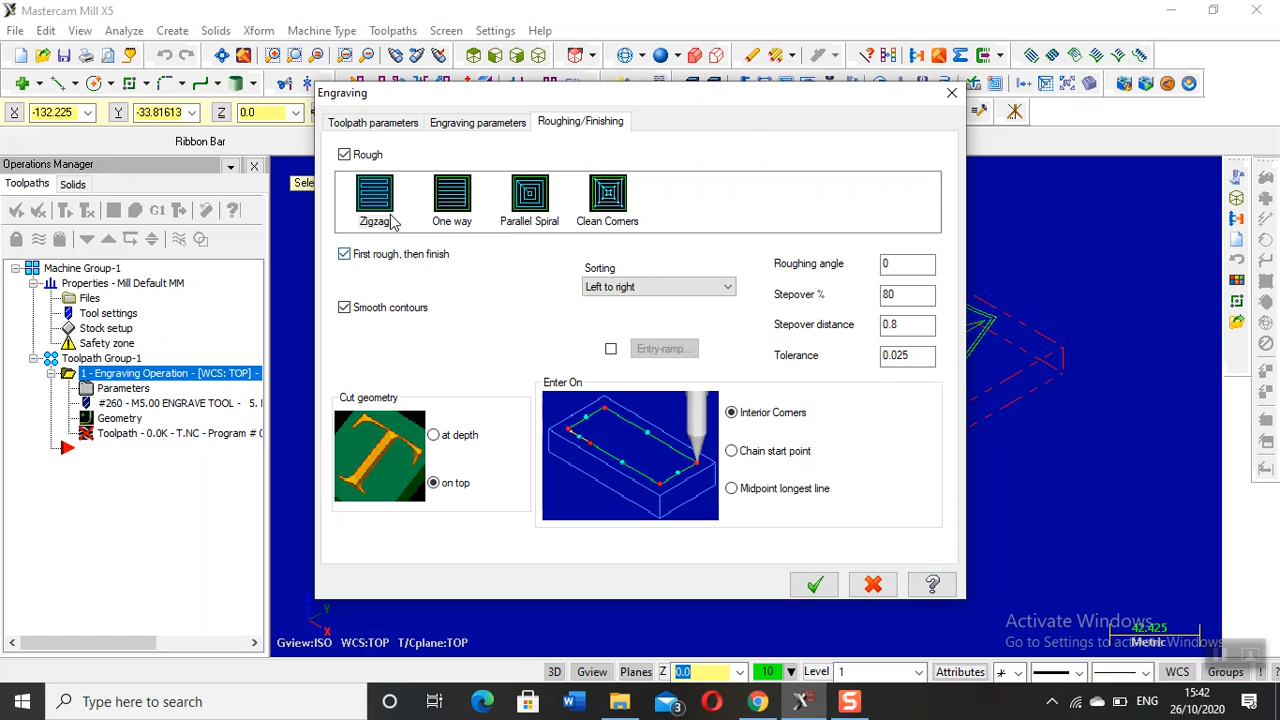 Mastercam Mill X5
File Edit View Analyze Create Solids Xform Machine Type Toolpaths Screen Settings Help
X -132.225 Y -33.81613 Z 0.0
Ribbon Bar
Operations Manager
Toolpaths Solids
G1
Machine Group-1
Properties - Mill Default MM
Files
Tool settings
Stock setup
Safety zone
Toolpath Group-1
1 - Engraving Operation - [WCS: TOP] -
Parameters
#260 - M5.00 ENGRAVE TOOL - 5. I
Geometry
Toolpath - 0.0K - T.NC - Program # 0
Engraving
Toolpath parameters Engraving parameters Roughing/Finishing
Rough
Zigzag One way Parallel Spiral Clean Corners
First rough, then finish
Smooth contours
Sorting
Left to right
Entry-ramp...
Roughing angle 0
Stepover % 80
Stepover distance 0.8
Tolerance 0.025
Cut geometry
at depth
on top
Enter On
Interior Corners
Chain start point
Midpoint longest line
Y
X
Gview:ISO WCS:TOP T/Cplane:TOP
Activate Windows
Go to Settings to activate Windows.
42.425
Metric
3D Gview Planes Z 0.0 10 Level 1 Attributes WCS Groups
Type here to search
3
ENG
15:42
26/10/2020